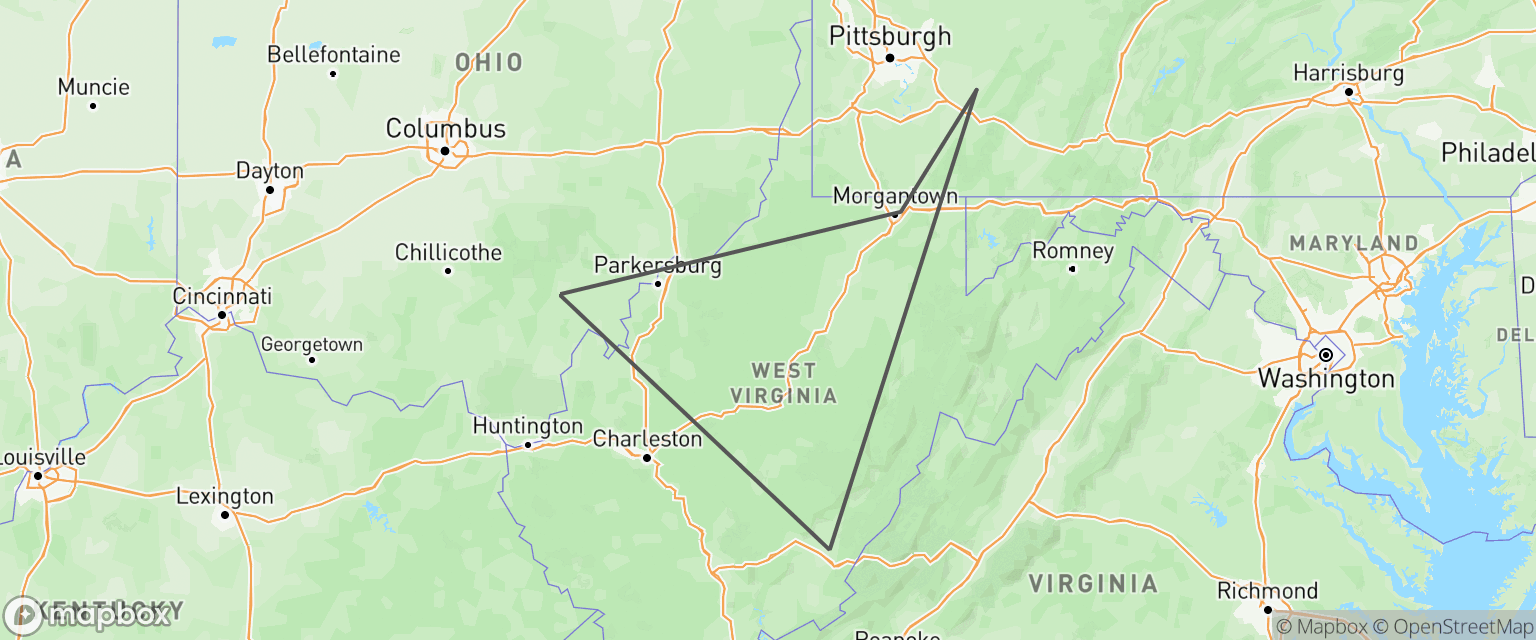 Pittsburgh
Bellefontaine
OHIO
Muncie
Harrisburg
Columbus
Philadel
A
Dayton
Morgantown
MARYLAND
Chillicothe
Romney
Parkersburg
Cincinnati
D
Georgetown
DEL
WEST
VIRGINIA
Washington
Huntington
Charleston
Louisville
Lexington
VIRGINIA
Richmond
KENTUCKY
mapbox
© Mapbox © OpenStreetMap
Roanoke